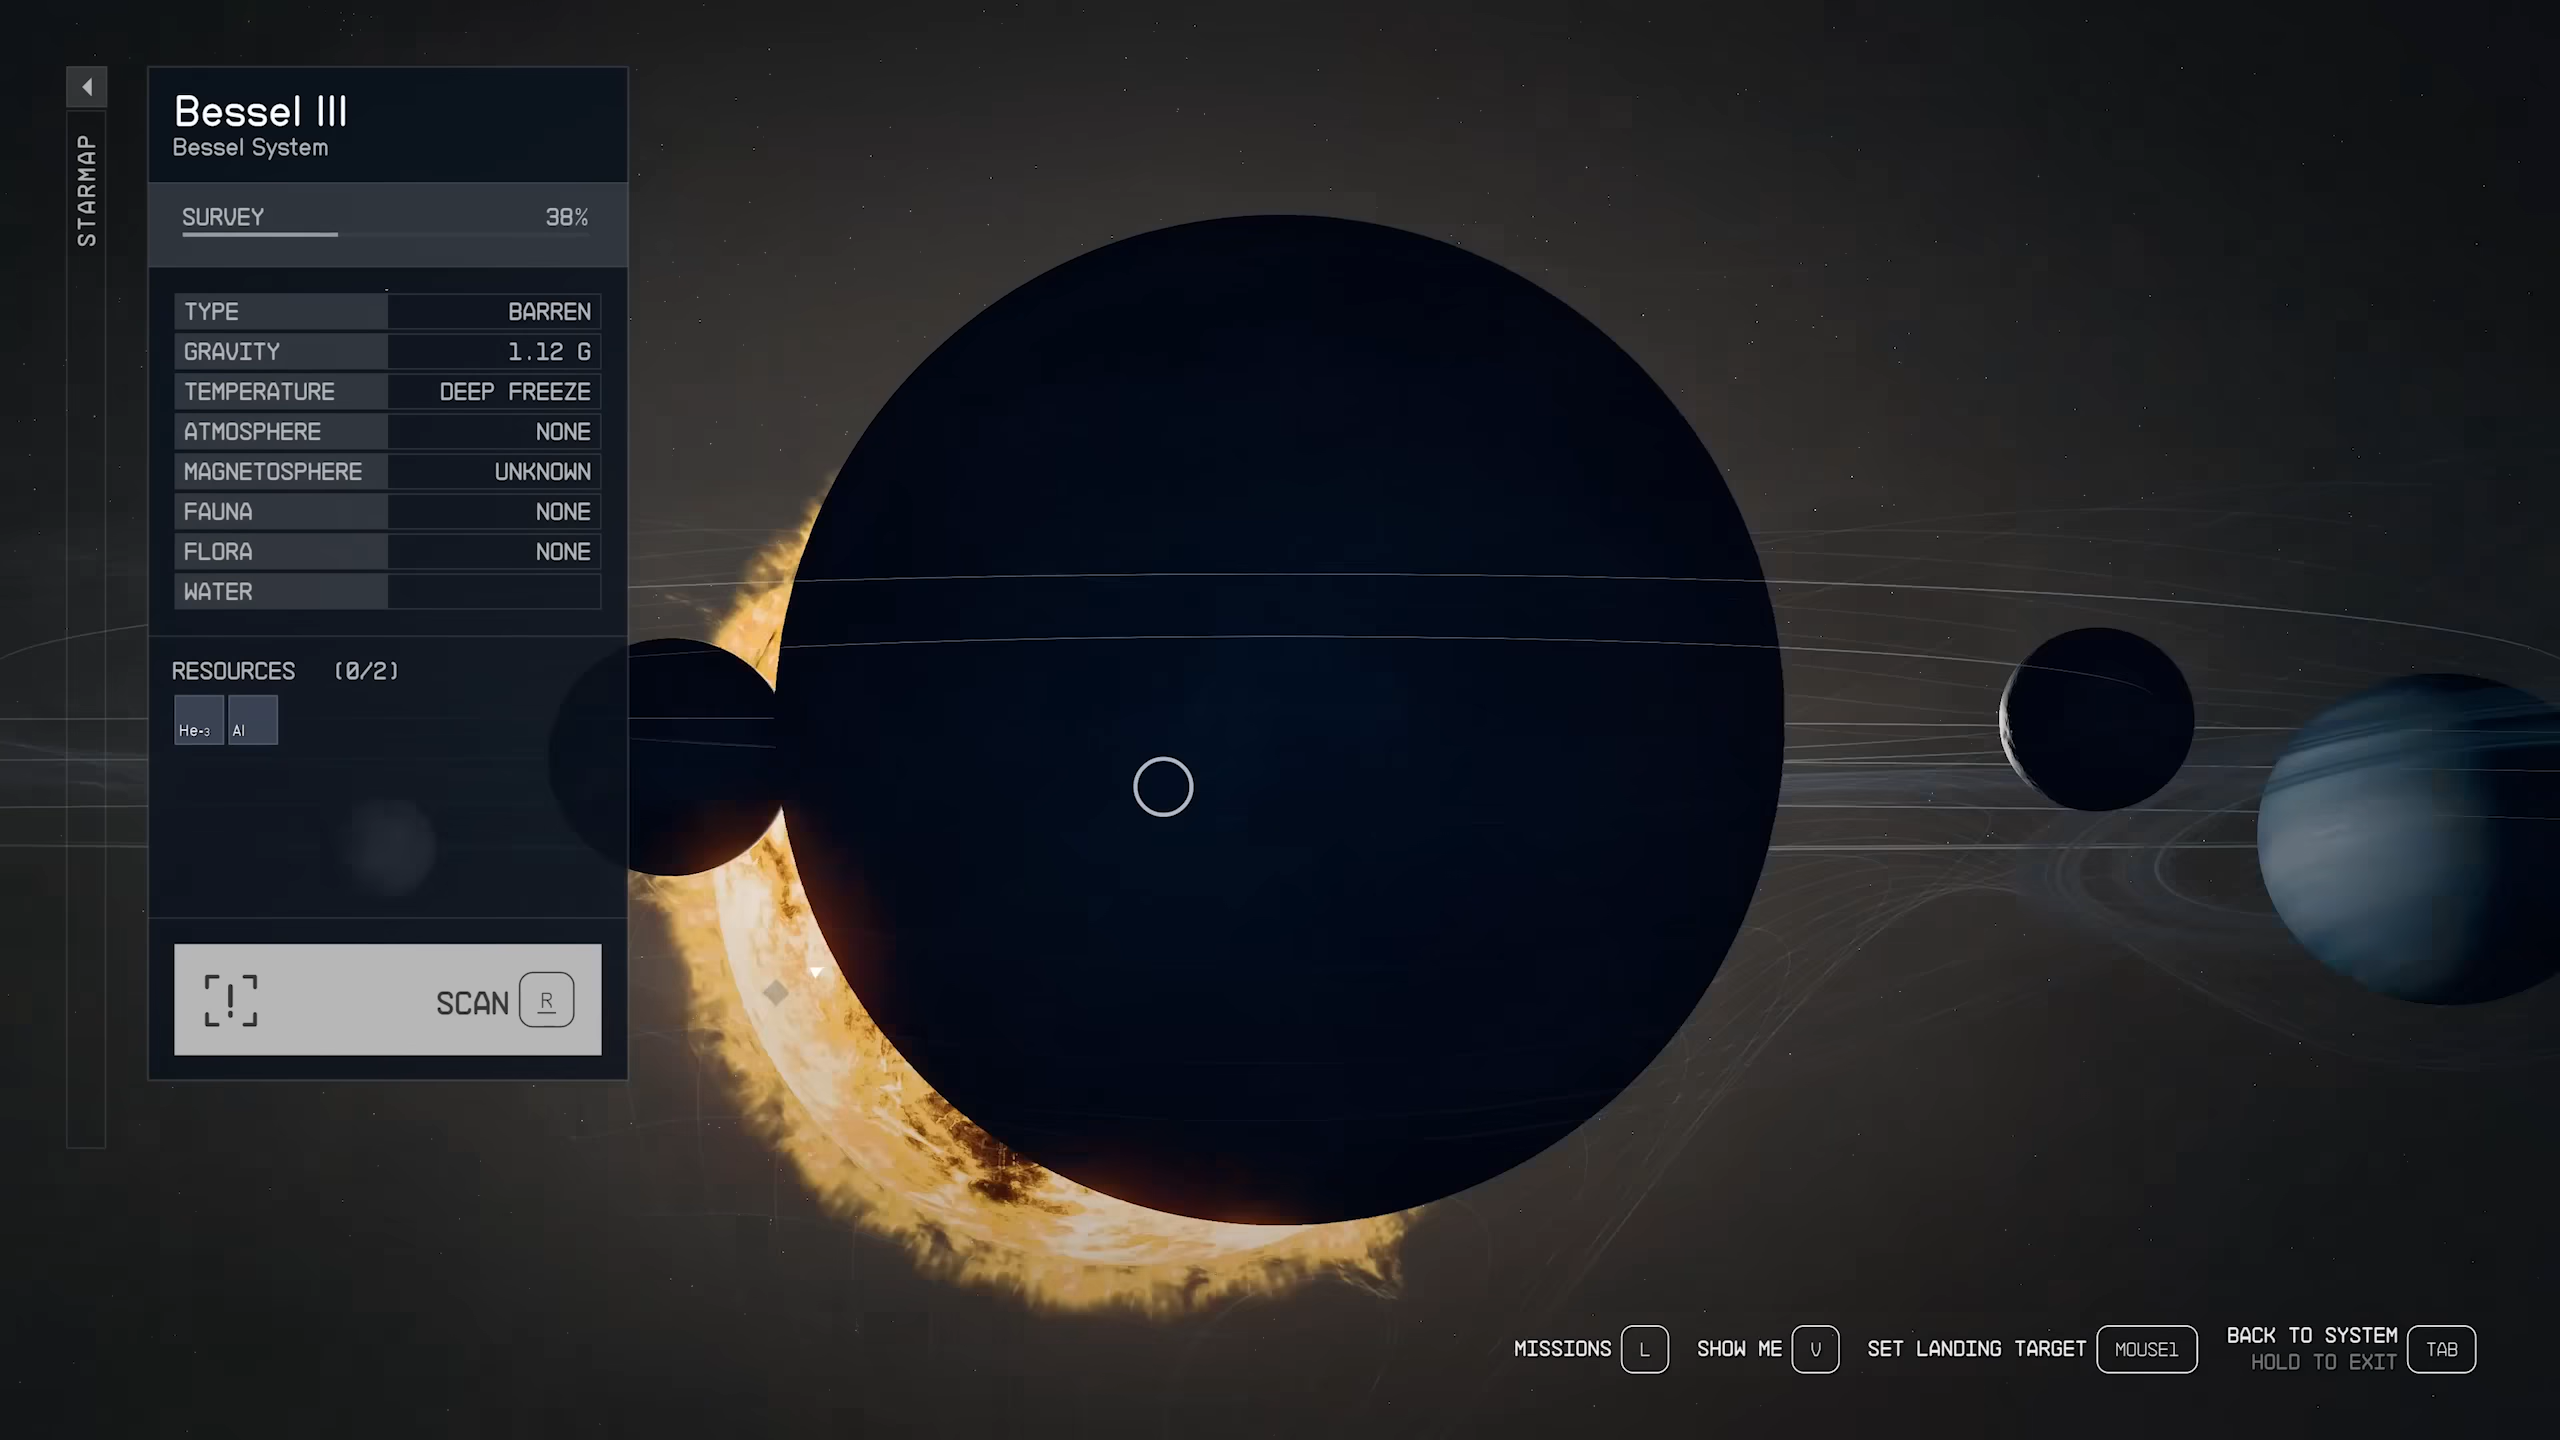 STARMAP
Bessel III
Bessel System
SURVEY 38%
TYPE BARREN
GRAVITY 1.12 G
TEMPERATURE DEEP FREEZE
ATMOSPHERE NONE
MAGNETOSPHERE UNKNOWN
FAUNA NONE
FLORA NONE
WATER
RESOURCES (0/2)
He-3 Al
SCAN R
MISSIONS L SHOW ME V SET LANDING TARGET MOUSE1 BACK TO SYSTEM TAB
HOLD TO EXIT